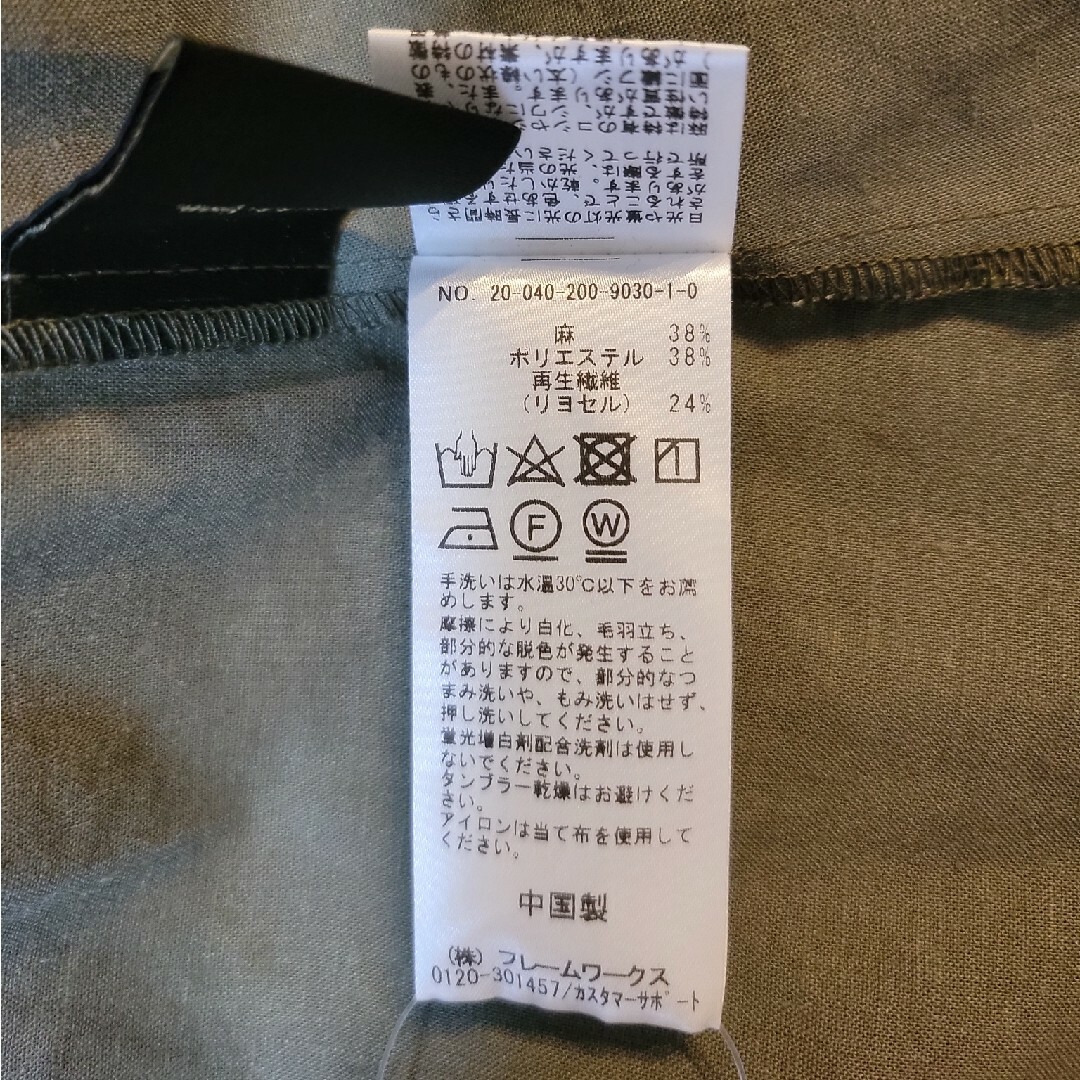 NO. 20-040-200-9030-1-0
麻 38%
ポリエステル 38%
再生繊維
(リヨセル) 24%
F W
手洗いは水温30℃以下をお薦
めします。
摩擦により白化、毛羽立ち、
部分的な脱色が発生すること
がありますので、部分的なつ
まみ洗いや、もみ洗いはせず、
押し洗いしてください。
蛍光増白剤配合洗剤は使用し
ないでください。
タンブラー乾燥はお避けくだ
さい。
アイロンは当て布を使用して
ください。
中国製
(株) フレームワークス
0120-301457/カスタマーサポート